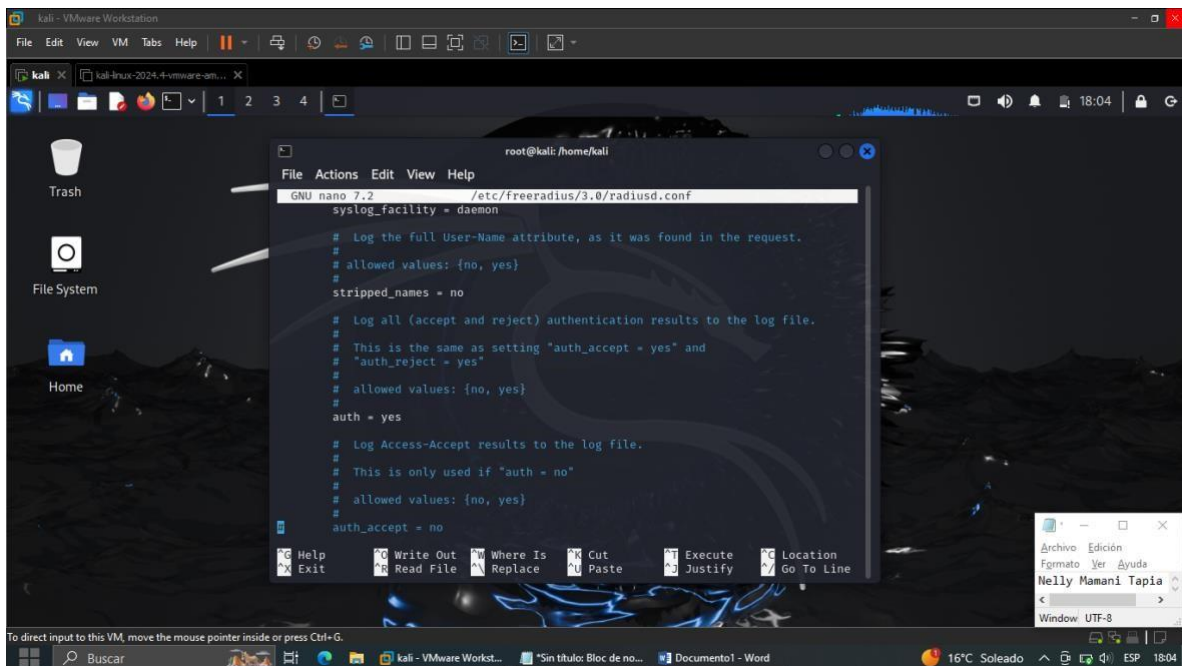 kali - VMware Workstation
File Edit View VM Tabs Help
kali
kali-linux-2024.4-vmware-am...
1 2 3 4
18:04
Trash
File System
Home
root@kali: /home/kali
File Actions Edit View Help
GNU nano 7.2 /etc/freeradius/3.0/radiusd.conf
syslog_facility = daemon
# Log the full User-Name attribute, as it was found in the request.
#
# allowed values: {no, yes}
#
stripped_names = no
# Log all (accept and reject) authentication results to the log file.
#
# This is the same as setting "auth_accept = yes" and
# "auth_reject = yes"
#
# allowed values: {no, yes}
#
auth = yes
# Log Access-Accept results to the log file.
#
# This is only used if "auth = no"
#
# allowed values: {no, yes}
#
# auth_accept = no
^G Help ^O Write Out ^W Where Is ^K Cut ^T Execute ^C Location
^X Exit ^R Read File ^\ Replace ^U Paste ^J Justify ^/ Go To Line
Archivo Edición
Formato Ver Ayuda
Nelly Mamani Tapia
Window UTF-8
To direct input to this VM, move the mouse pointer inside or press Ctrl+G.
Buscar
kali - VMware Workst...
*Sin título: Bloc de no...
Documento1 - Word
16°C Soleado
ESP
18:04